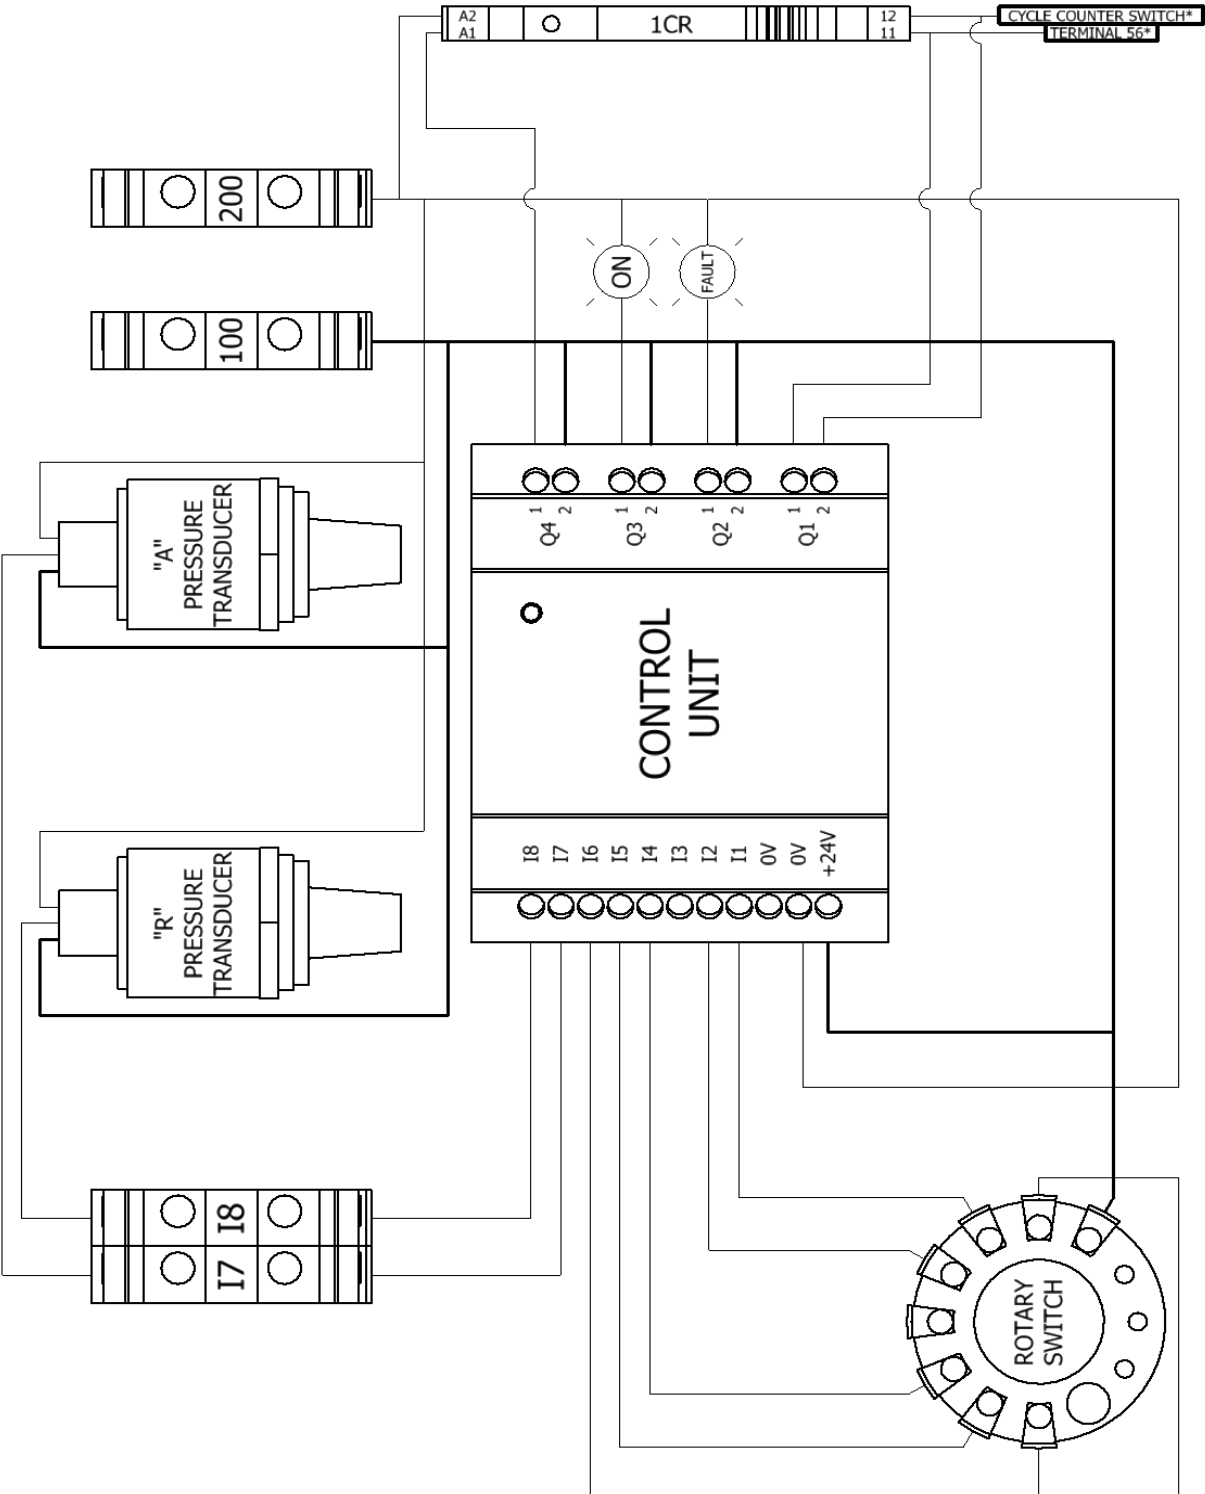 A2
A1
1CR
12
11
CYCLE COUNTER SWITCH*
TERMINAL 56*
200
ON
FAULT
100
"A"
PRESSURE
TRANSDUCER
1
2
1
2
1
2
1
2
Q4
Q3
Q2
Q1
CONTROL
UNIT
I8
I7
I6
I5
I4
I3
I2
I1
0V
0V
+24V
"R"
PRESSURE
TRANSDUCER
I8
I7
ROTARY
SWITCH